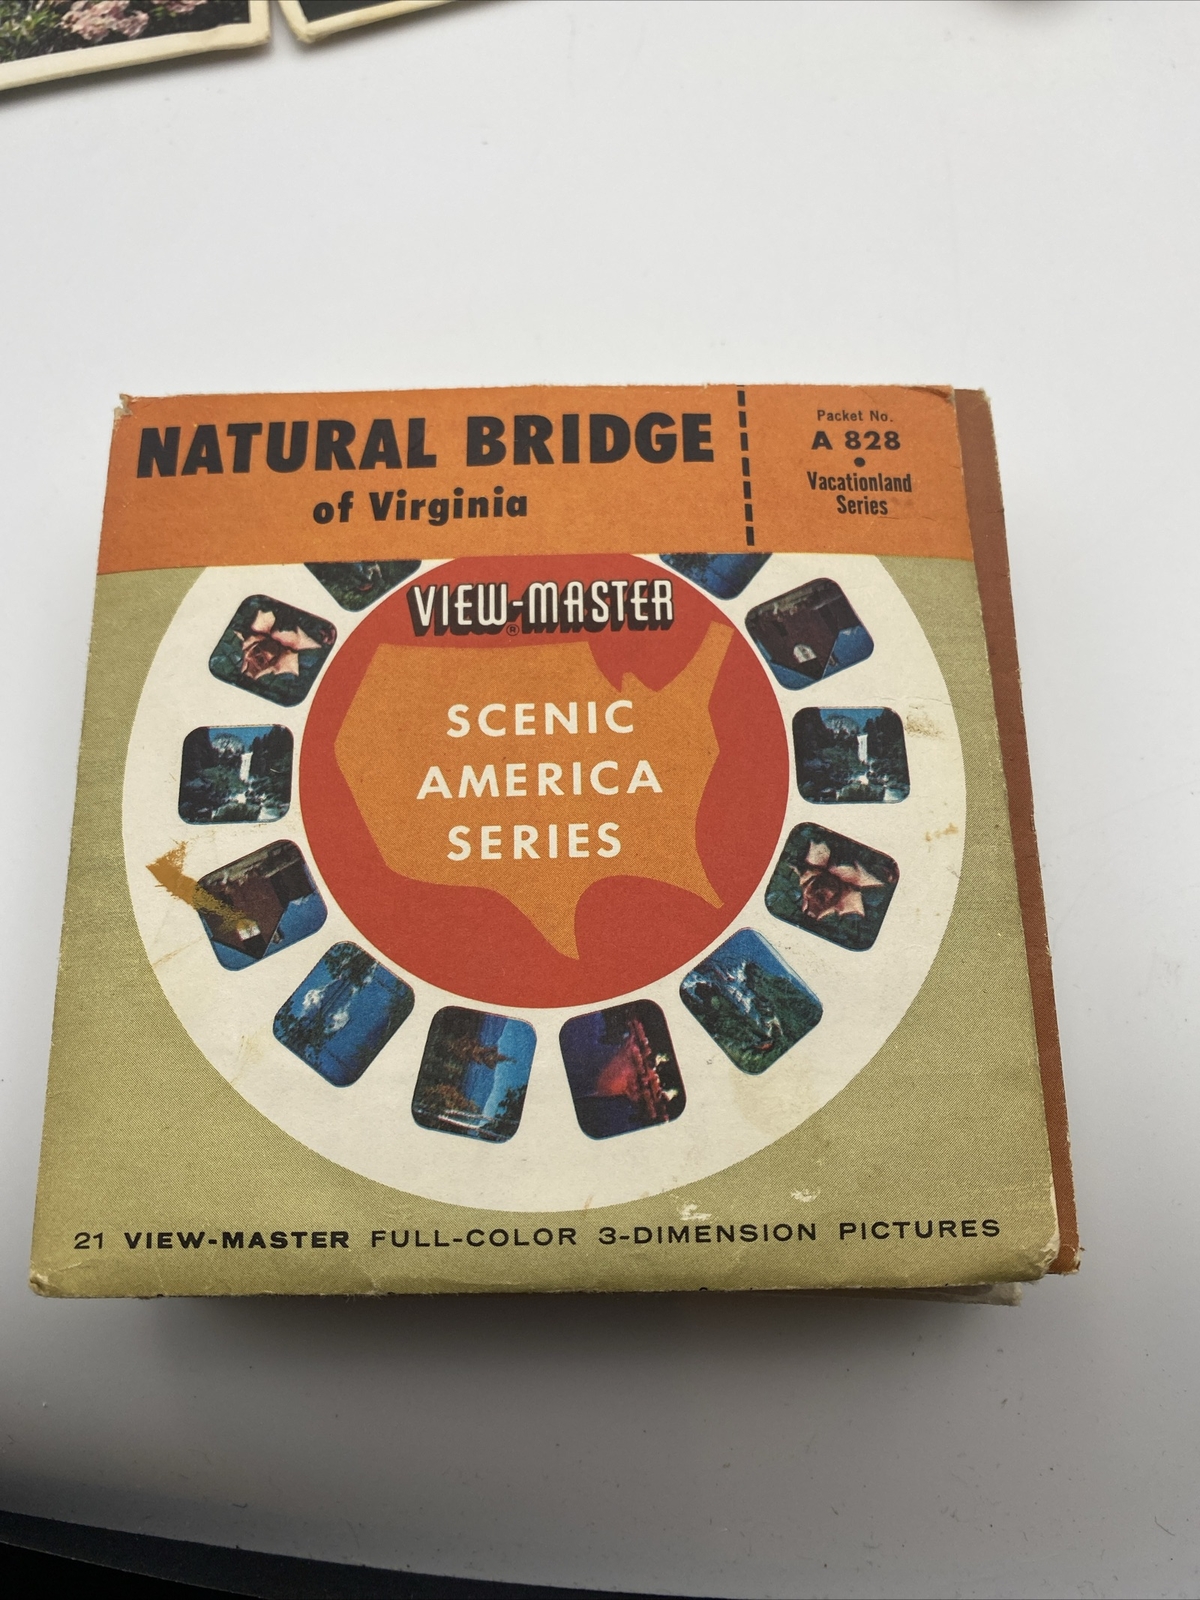 NATURAL BRIDGE
of Virginia
Packet No.
A 828
•
Vacationland
Series
VIEW-MASTER
®
SCENIC
AMERICA
SERIES
21 VIEW-MASTER FULL-COLOR 3-DIMENSION PICTURES